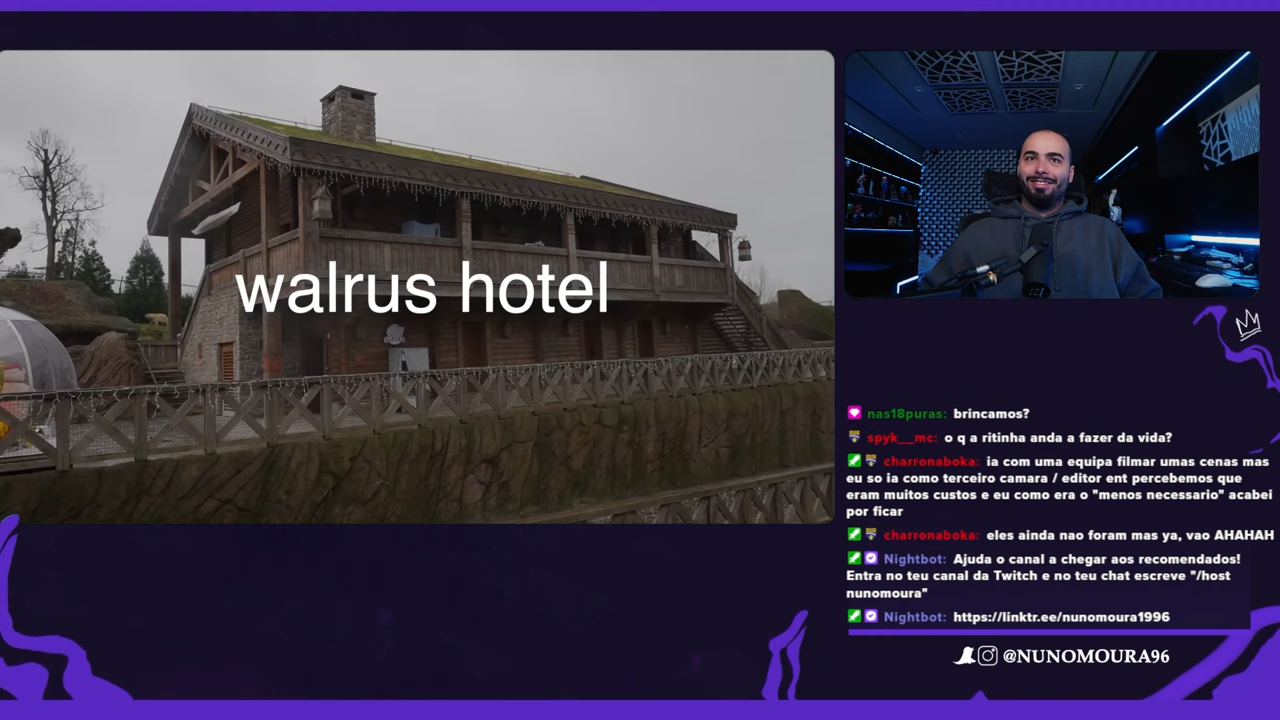 walrus hotel
nas18puras: brincamos?
spyk__mc: o q a ritinha anda a fazer da vida?
charronaboka: ia com uma equipa filmar umas cenas mas
eu so ia como terceiro camara / editor ent percebemos que
eram muitos custos e eu como era o "menos necessario" acabei
por ficar
charronaboka: eles ainda nao foram mas ya, vao AHAHAH
Nightbot: Ajuda o canal a chegar aos recomendados!
Entra no teu canal da Twitch e no teu chat escreve "/host
nunomoura"
Nightbot: https://linktr.ee/nunomoura1996
@NUNOMOURA96